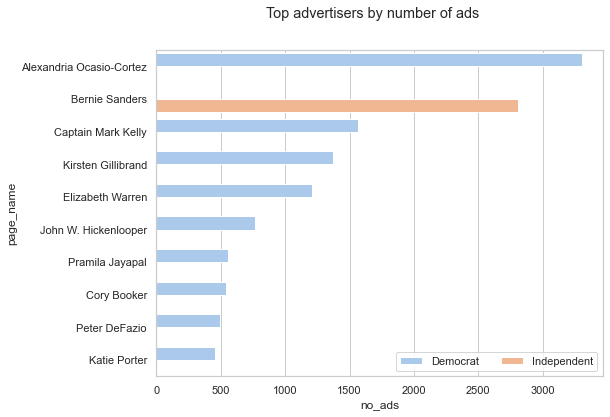 Top advertisers by number of ads
page_name
Alexandria Ocasio-Cortez
Bernie Sanders
Captain Mark Kelly
Kirsten Gillibrand
Elizabeth Warren
John W. Hickenlooper
Pramila Jayapal
Cory Booker
Peter DeFazio
Katie Porter
Democrat Independent
0 500 1000 1500 2000 2500 3000
no_ads